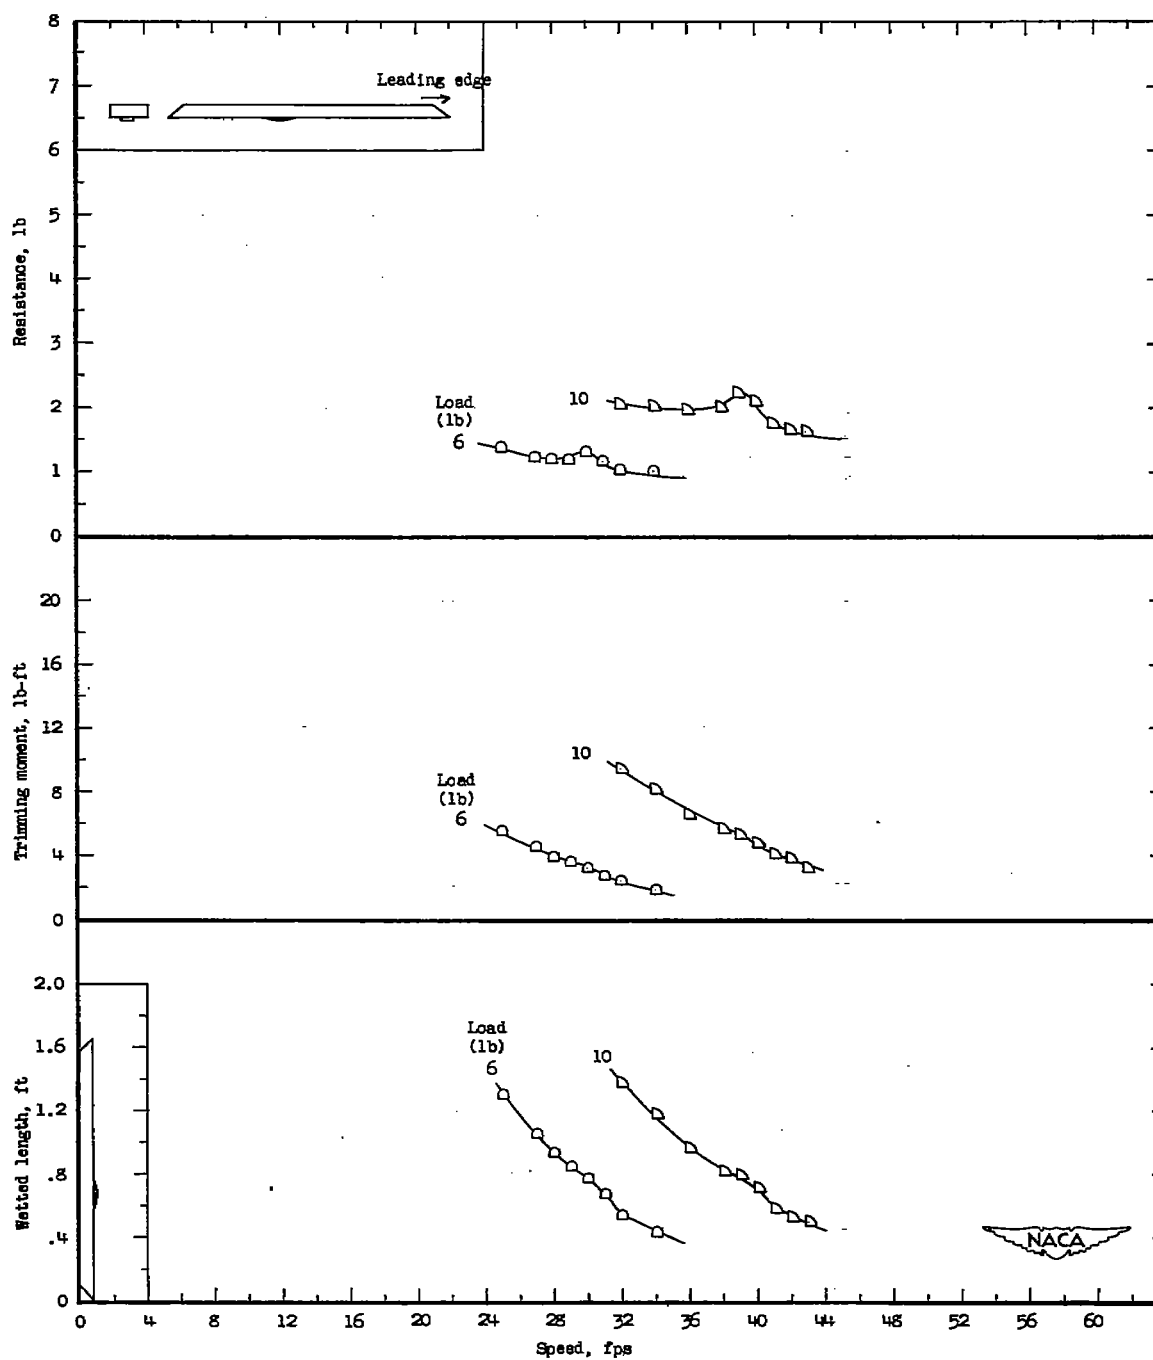 8
7
6
5
4
3
2
1
0
Resistance, lb
Leading edge
Load
(lb)
6
10
20
16
12
8
4
0
Trimming moment, lb-ft
Load
(lb)
6
10
2.0
1.6
1.2
.8
.4
0
Wetted length, ft
Load
(lb)
6
10
NACA
0 4 8 12 16 20 24 28 32 36 40 44 48 52 56 60
Speed, fps